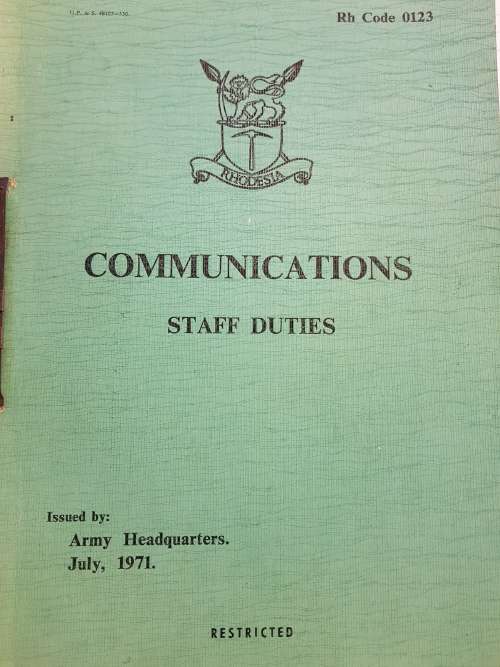 Rh Code 0123
RHODESIA
COMMUNICATIONS
STAFF DUTIES
Issued by:
Army Headquarters.
July, 1971.
RESTRICTED